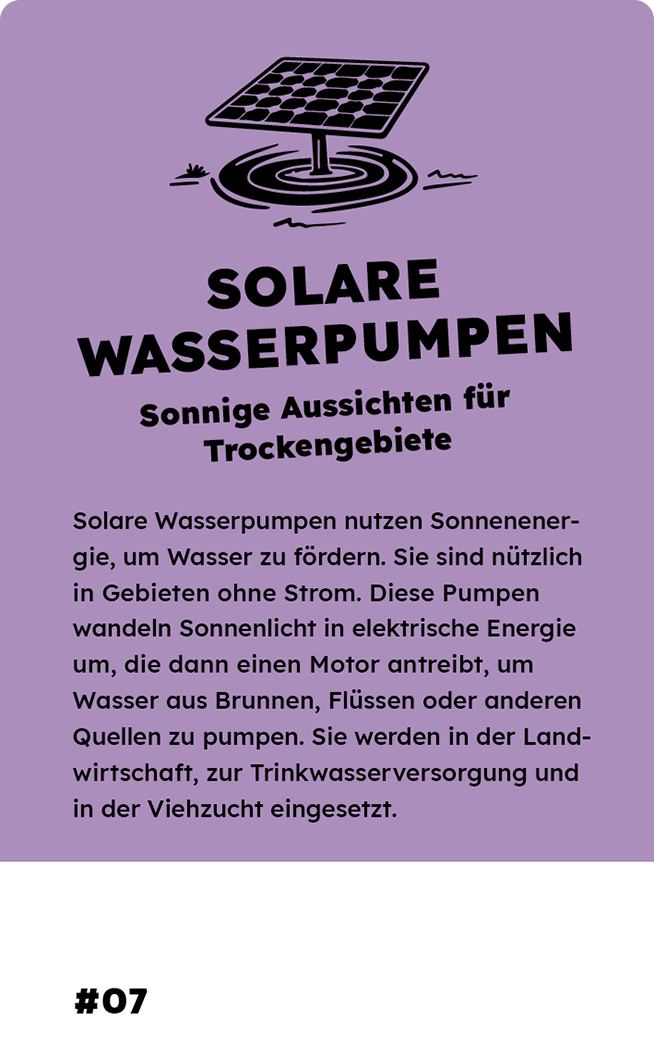 SOLARE
WASSERPUMPEN
Sonnige Aussichten für
Trockengebiete
Solare Wasserpumpen nutzen Sonnenener-
gie, um Wasser zu fördern. Sie sind nützlich
in Gebieten ohne Strom. Diese Pumpen
wandeln Sonnenlicht in elektrische Energie
um, die dann einen Motor antreibt, um
Wasser aus Brunnen, Flüssen oder anderen
Quellen zu pumpen. Sie werden in der Land-
wirtschaft, zur Trinkwasserversorgung und
in der Viehzucht eingesetzt.
#07